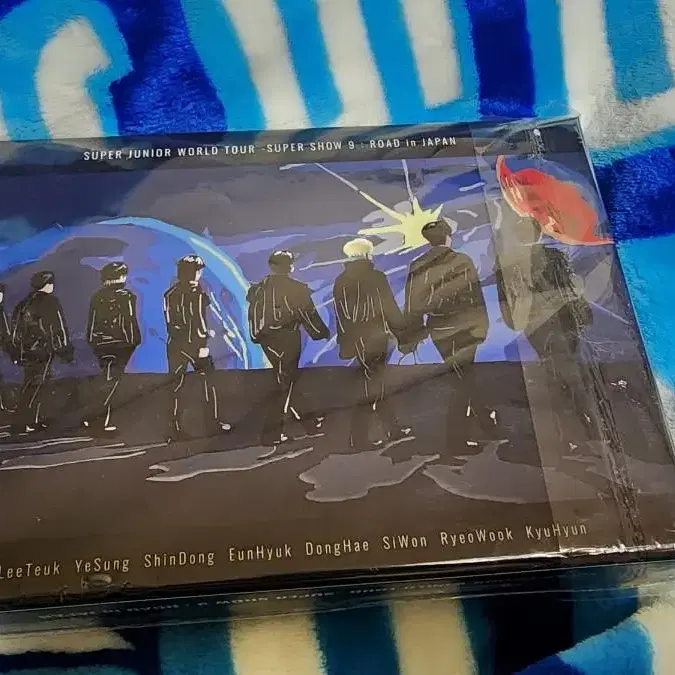 SUPER JUNIOR WORLD TOUR -SUPER SHOW 9 : ROAD in JAPAN
LeeTeuk YeSung ShinDong EunHyuk DongHae SiWon RyeoWook KyuHyun